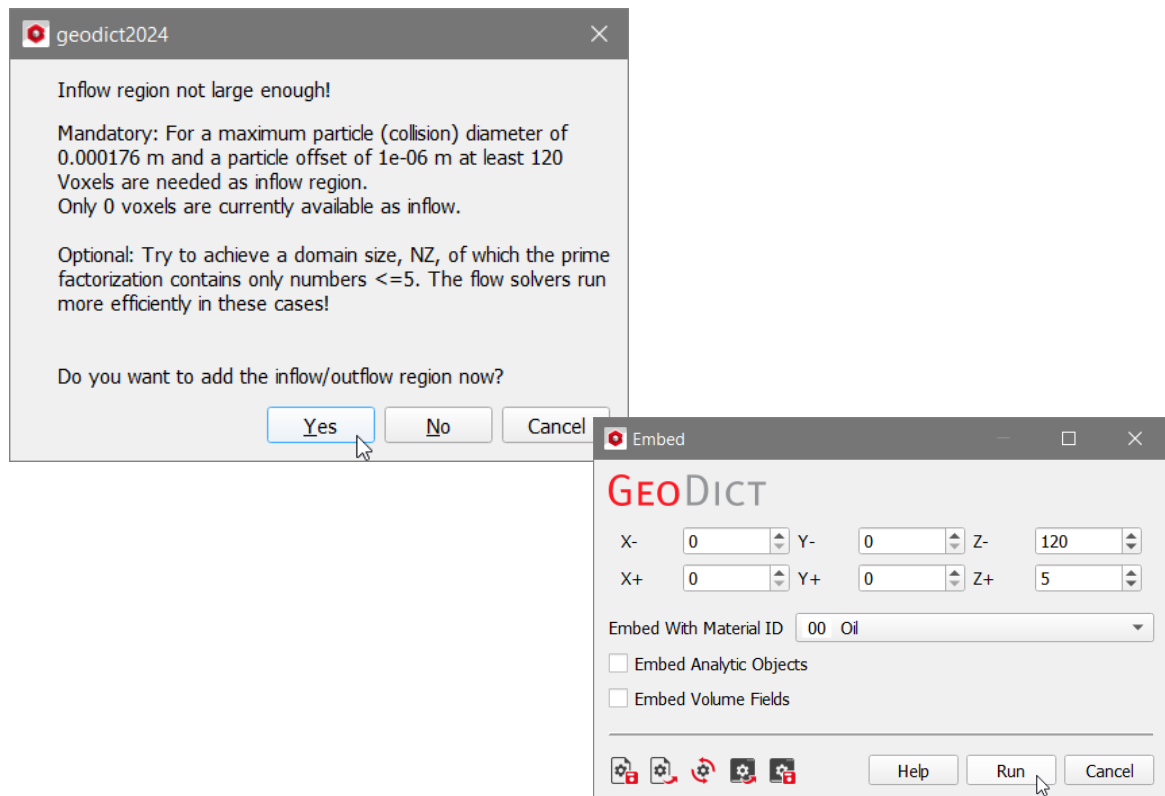 geodict2024
Inflow region not large enough!
Mandatory: For a maximum particle (collision) diameter of
0.000176 m and a particle offset of 1e-06 m at least 120
Voxels are needed as inflow region.
Only 0 voxels are currently available as inflow.
Optional: Try to achieve a domain size, NZ, of which the prime
factorization contains only numbers <=5. The flow solvers run
more efficiently in these cases!
Do you want to add the inflow/outflow region now?
Yes No Cancel
Embed
GEODICT
X- 0 Y- 0 Z- 120
X+ 0 Y+ 0 Z+ 5
Embed With Material ID 00 Oil
Embed Analytic Objects
Embed Volume Fields
Help Run Cancel